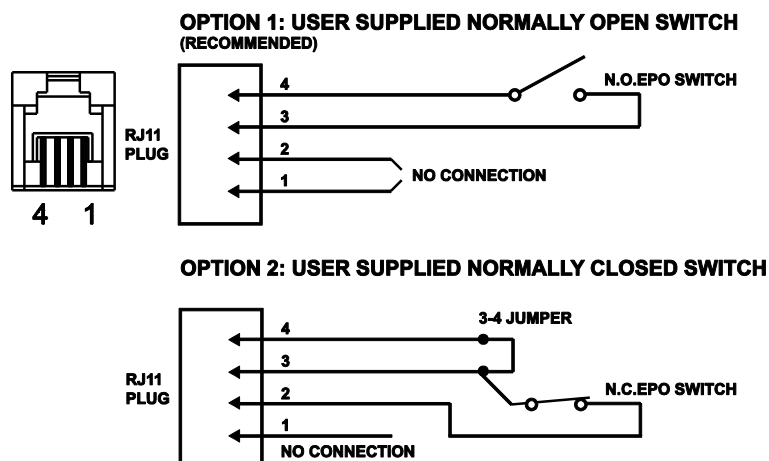 OPTION 1: USER SUPPLIED NORMALLY OPEN SWITCH
(RECOMMENDED)
4
N.O.EPO SWITCH
3
RJ11
PLUG
2
NO CONNECTION
1
4 1
OPTION 2: USER SUPPLIED NORMALLY CLOSED SWITCH
4
3-4 JUMPER
3
RJ11
PLUG
2
N.C.EPO SWITCH
1
NO CONNECTION